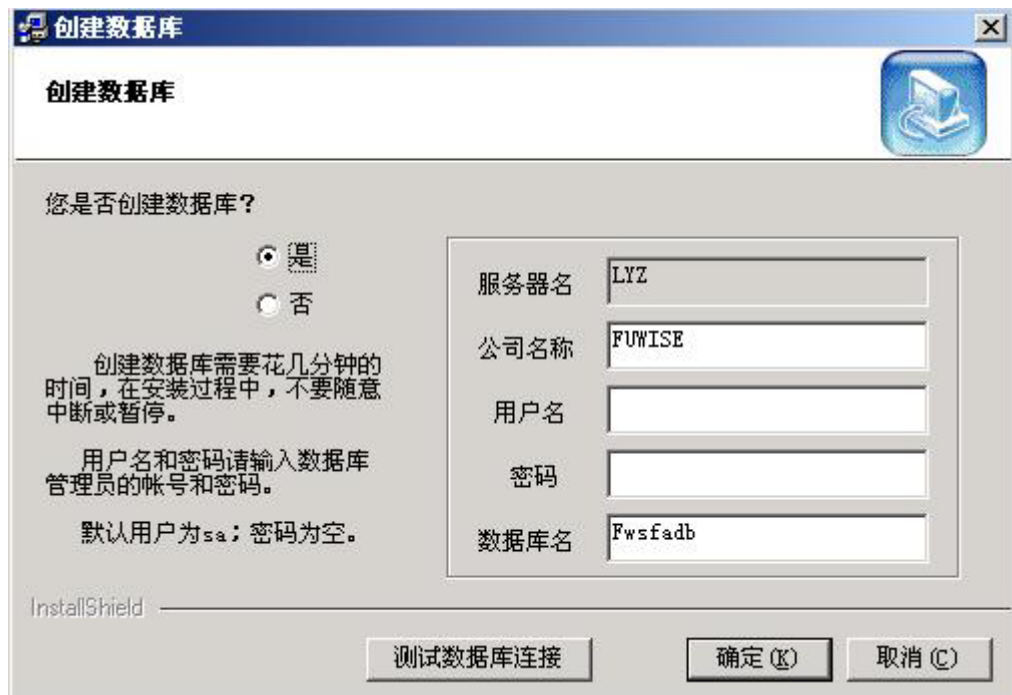 创建数据库
创建数据库
您是否创建数据库?
是
否
创建数据库需要花几分钟的
时间,在安装过程中,不要随意
中断或暂停。
用户名和密码请输入数据库
管理员的帐号和密码。
默认用户为sa;密码为空。
服务器名 LYZ
公司名称 FUWISE
用户名
密码
数据库名 Fwsfadb
InstallShield
测试数据库连接 确定(K) 取消(C)